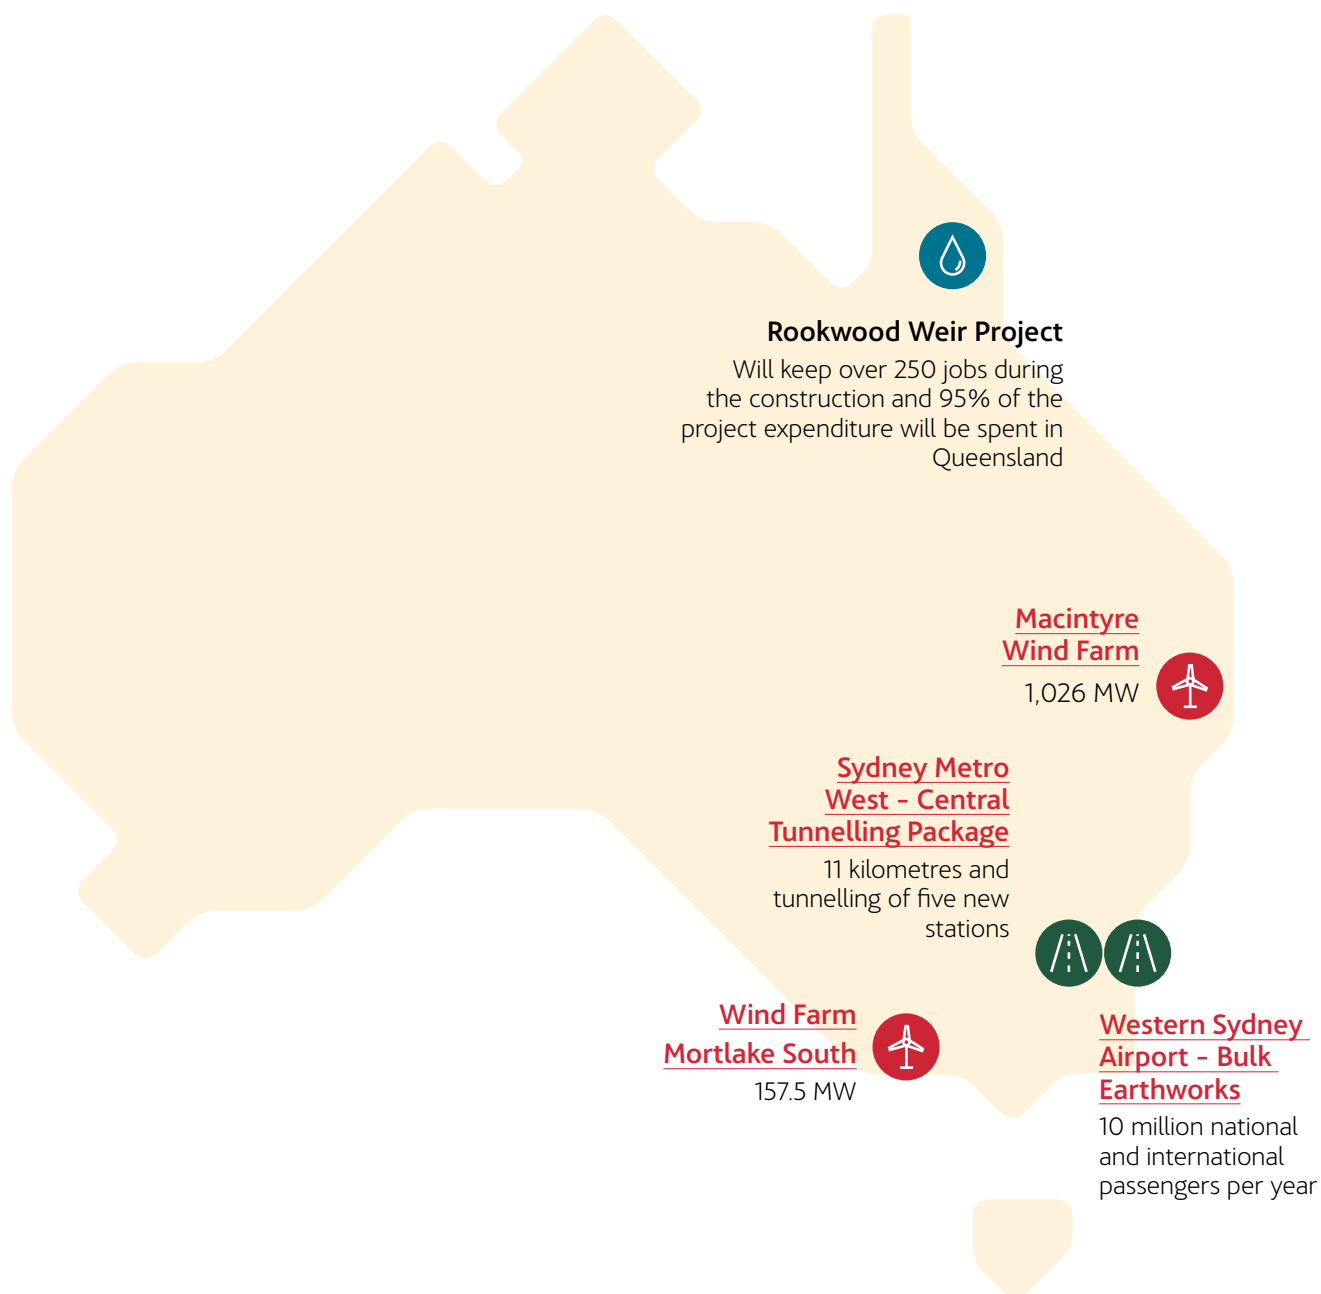 Rookwood Weir Project
Will keep over 250 jobs during
the construction and 95% of the
project expenditure will be spent in
Queensland
Macintyre
Wind Farm
1,026 MW
Sydney Metro
West - Central
Tunnelling Package
11 kilometres and
tunnelling of five new
stations
Wind Farm
Mortlake South
157.5 MW
Western Sydney
Airport - Bulk
Earthworks
10 million national
and international
passengers per year